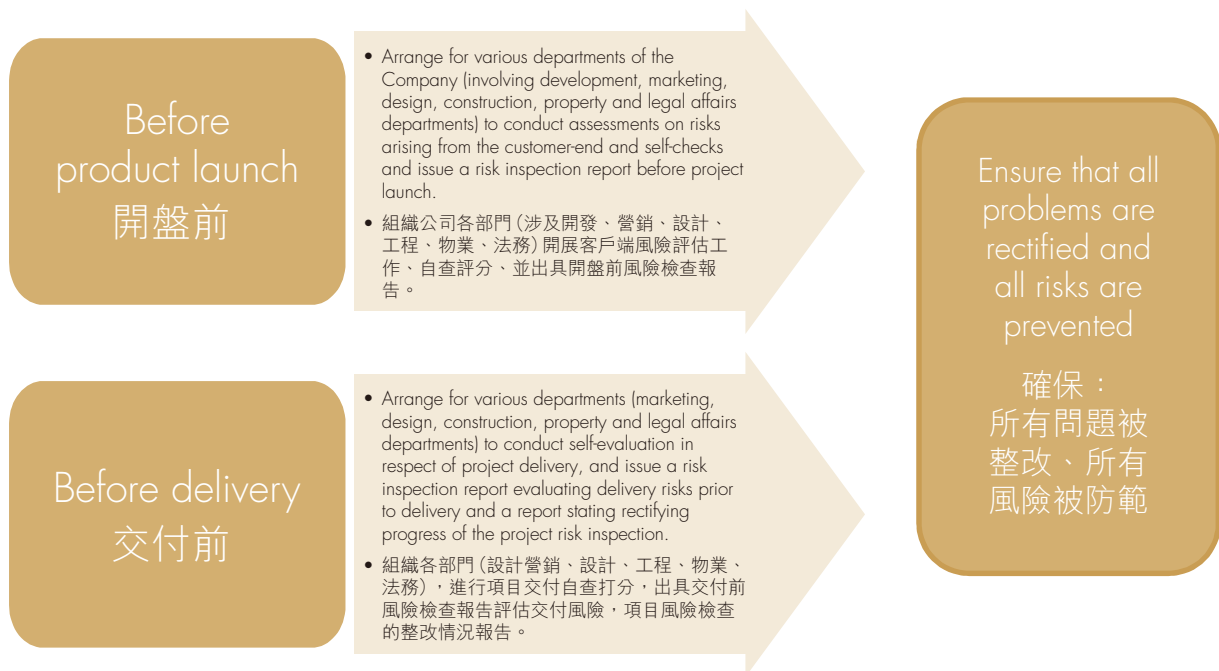 Before
product launch
開盤前
• Arrange for various departments of the
Company (involving development, marketing,
design, construction, property and legal affairs
departments) to conduct assessments on risks
arising from the customer-end and self-checks
and issue a risk inspection report before project
launch.
• 組織公司各部門(涉及開發、營銷、設計、
工程、物業、法務)開展客戶端風險評估工
作、自查評分、並出具開盤前風險檢查報
告。
Before delivery
交付前
• Arrange for various departments (marketing,
design, construction, property and legal affairs
departments) to conduct self-evaluation in
respect of project delivery, and issue a risk
inspection report evaluating delivery risks prior
to delivery and a report stating rectifying
progress of the project risk inspection.
• 組織各部門(設計營銷、設計、工程、物業、
法務),進行項目交付自查打分,出具交付前
風險檢查報告評估交付風險,項目風險檢查
的整改情況報告。
Ensure that all
problems are
rectified and
all risks are
prevented
確保:
所有問題被
整改、所有
風險被防範